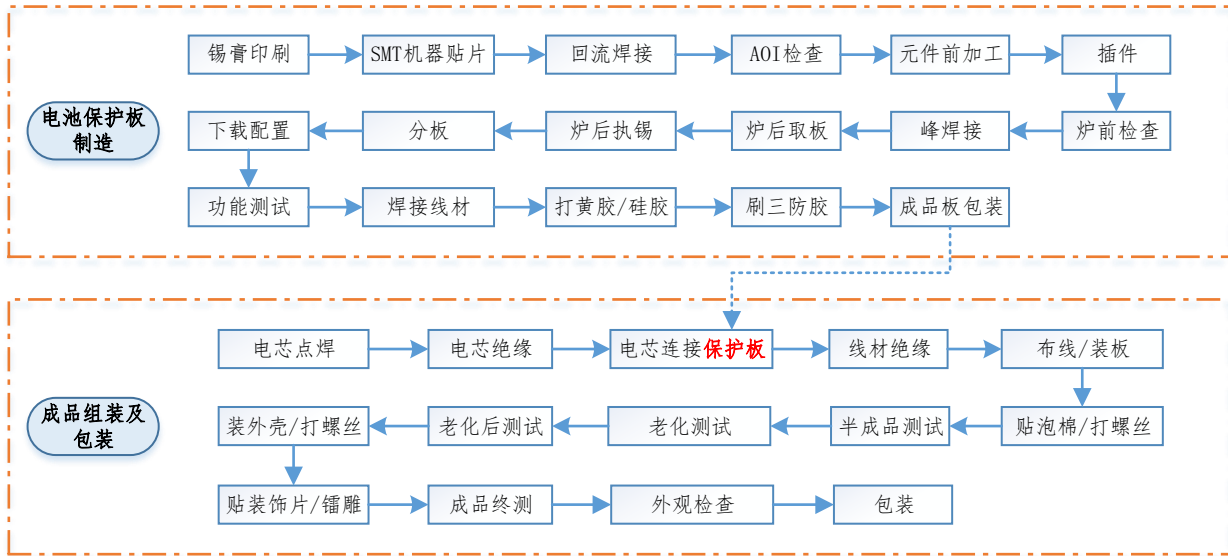 锡膏印刷
SMT机器贴片
回流焊接
AOI检查
元件前加工
插件
电池保护板
制造
下载配置
分板
炉后执锡
炉后取板
峰焊接
炉前检查
功能测试
焊接线材
打黄胶/硅胶
刷三防胶
成品板包装
电芯点焊
电芯绝缘
电芯连接保护板
线材绝缘
布线/装板
成品组装及
包装
装外壳/打螺丝
老化后测试
老化测试
半成品测试
贴泡棉/打螺丝
贴装饰片/镭雕
成品终测
外观检查
包装